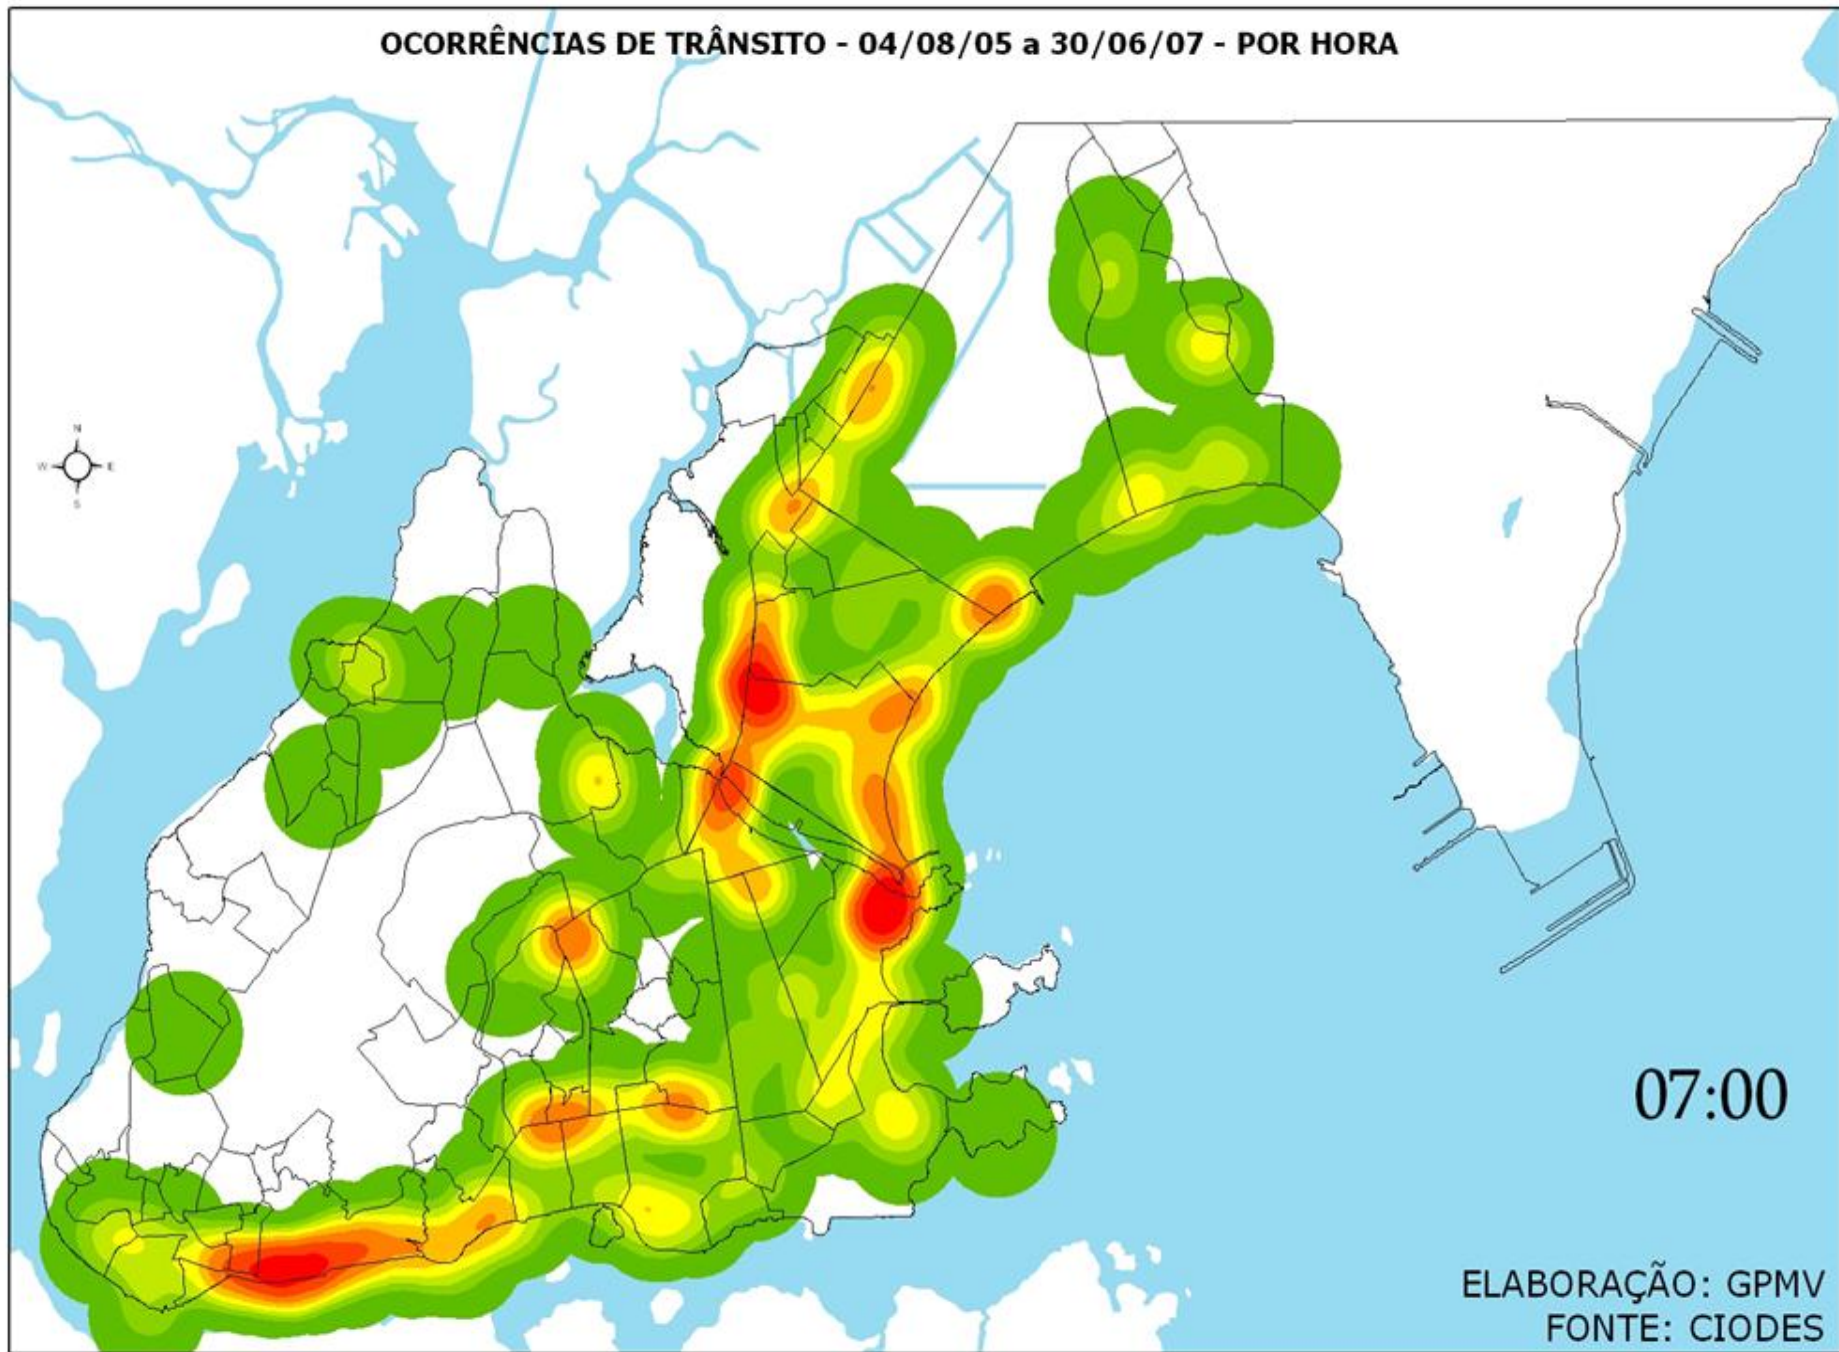 OCORRÊNCIAS DE TRÂNSITO - 04/08/05 a 30/06/07 - POR HORA
N
W E
S
07:00
ELABORAÇÃO: GPMV
FONTE: CIODES